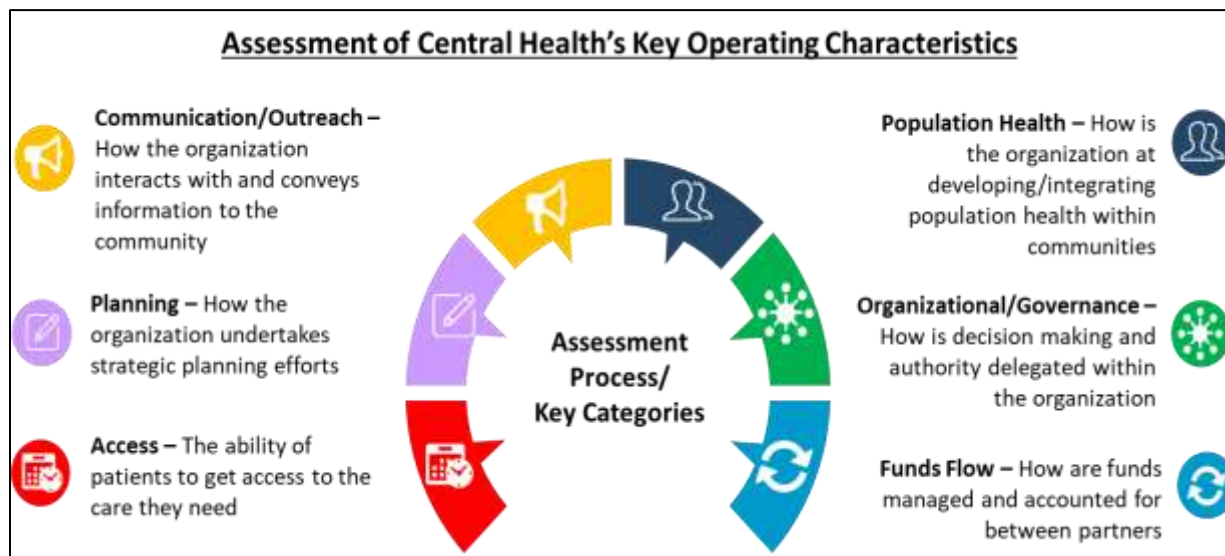 Assessment of Central Health's Key Operating Characteristics
Communication/Outreach –
How the organization
interacts with and conveys
information to the
community
Planning – How the
organization undertakes
strategic planning efforts
Access – The ability of
patients to get access to the
care they need
Assessment
Process/
Key Categories
Population Health – How is
the organization at
developing/integrating
population health within
communities
Organizational/Governance –
How is decision making and
authority delegated within
the organization
Funds Flow – How are funds
managed and accounted for
between partners